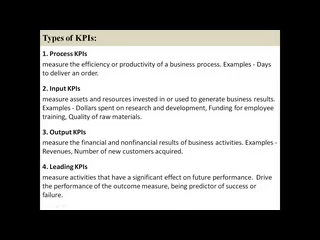 Types of KPIs:
1. Process KPIs
measure the efficiency or productivity of a business process. Examples - Days
to deliver an order.
2. Input KPIs
measure assets and resources invested in or used to generate business results.
Examples - Dollars spent on research and development, Funding for employee
training, Quality of raw materials.
3. Output KPIs
measure the financial and nonfinancial results of business activities. Examples -
Revenues, Number of new customers acquired.
4. Leading KPIs
measure activities that have a significant effect on future performance. Drive
the performance of the outcome measure, being predictor of success or
failure.